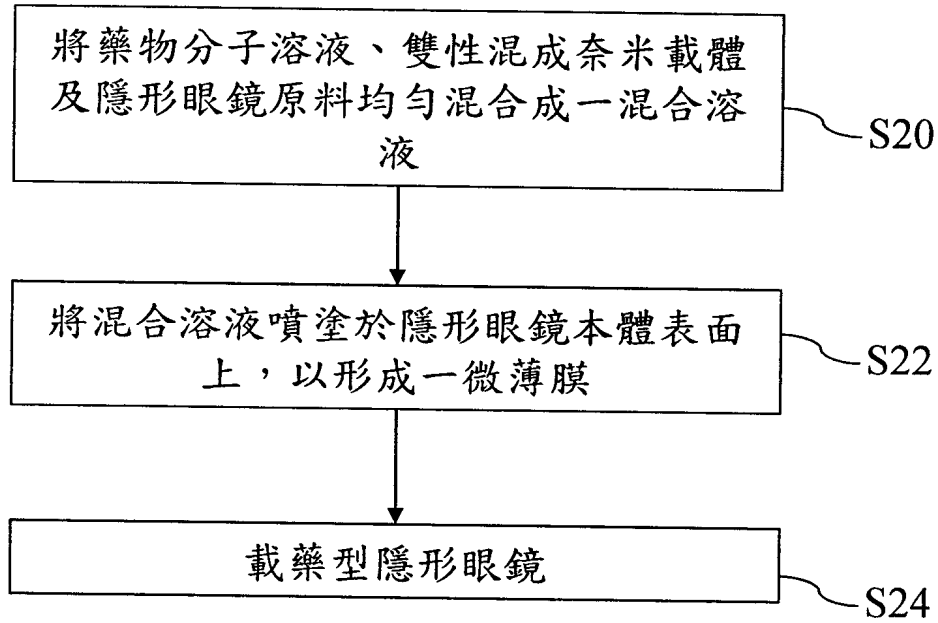 將藥物分子溶液、雙性混成奈米載體
及隱形眼鏡原料均勻混合成一混合溶
液
S20
將混合溶液噴塗於隱形眼鏡本體表面
上，以形成一微薄膜
S22
載藥型隱形眼鏡
S24